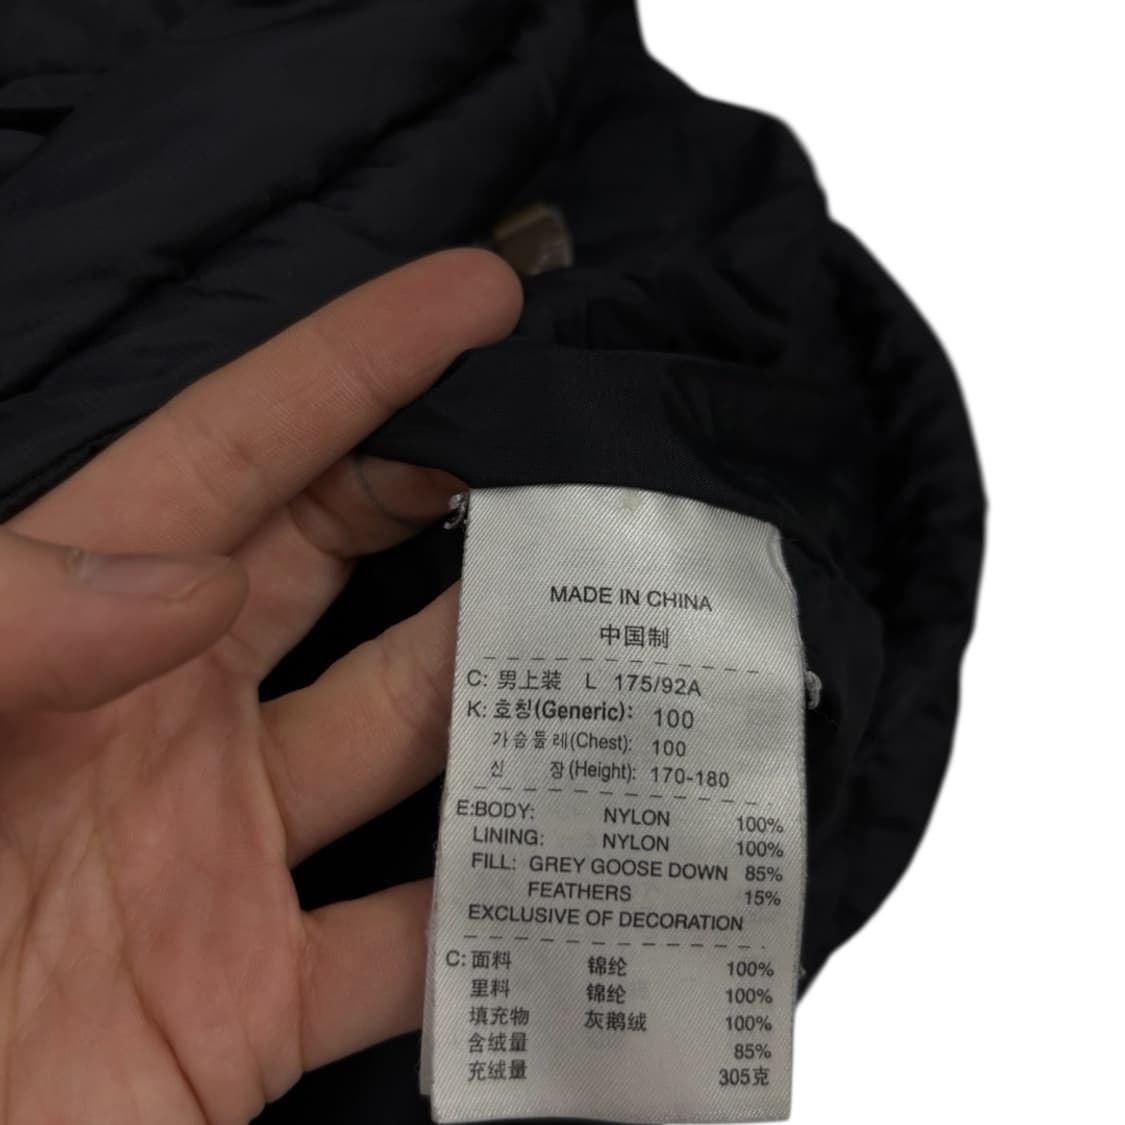 MADE IN CHINA
中国制
C: 男上装 L 175/92A
K: 호칭(Generic): 100
가슴둘레(Chest): 100
신 장(Height): 170-180
E:BODY: NYLON 100%
LINING: NYLON 100%
FILL: GREY GOOSE DOWN 85%
FEATHERS 15%
EXCLUSIVE OF DECORATION
C: 面料 锦纶 100%
里料 锦纶 100%
填充物 灰鹅绒 100%
含绒量 85%
充绒量 305克